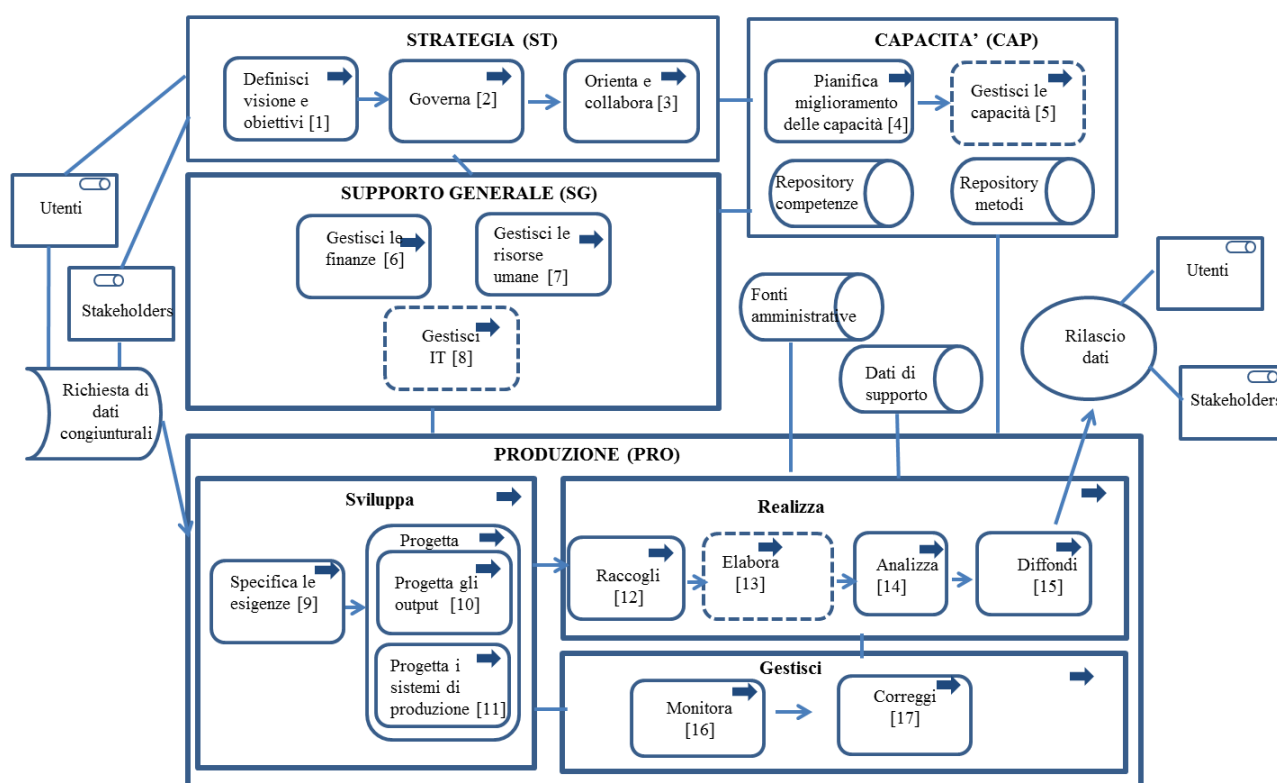 STRATEGIA (ST)
Definisci
visione e
obiettivi [1]
Governa [2]
Orienta e
collabora [3]
CAPACITA’ (CAP)
Pianifica
miglioramento
delle capacità [4]
Gestisci le
capacità [5]
Repository
competenze
Repository
metodi
Utenti
Stakeholders
Richiesta di
dati
congiunturali
SUPPORTO GENERALE (SG)
Gestisci le
finanze [6]
Gestisci le
risorse
umane [7]
Gestisci
IT [8]
Fonti
amministrative
Dati di
supporto
Rilascio
dati
Utenti
Stakeholders
PRODUZIONE (PRO)
Sviluppa
Specifica le
esigenze [9]
Progetta
Progetta gli
output [10]
Progetta i
sistemi di
produzione [11]
Realizza
Raccogli
[12]
Elabora
[13]
Analizza
[14]
Diffondi
[15]
Gestisci
Monitora
[16]
Correggi
[17]